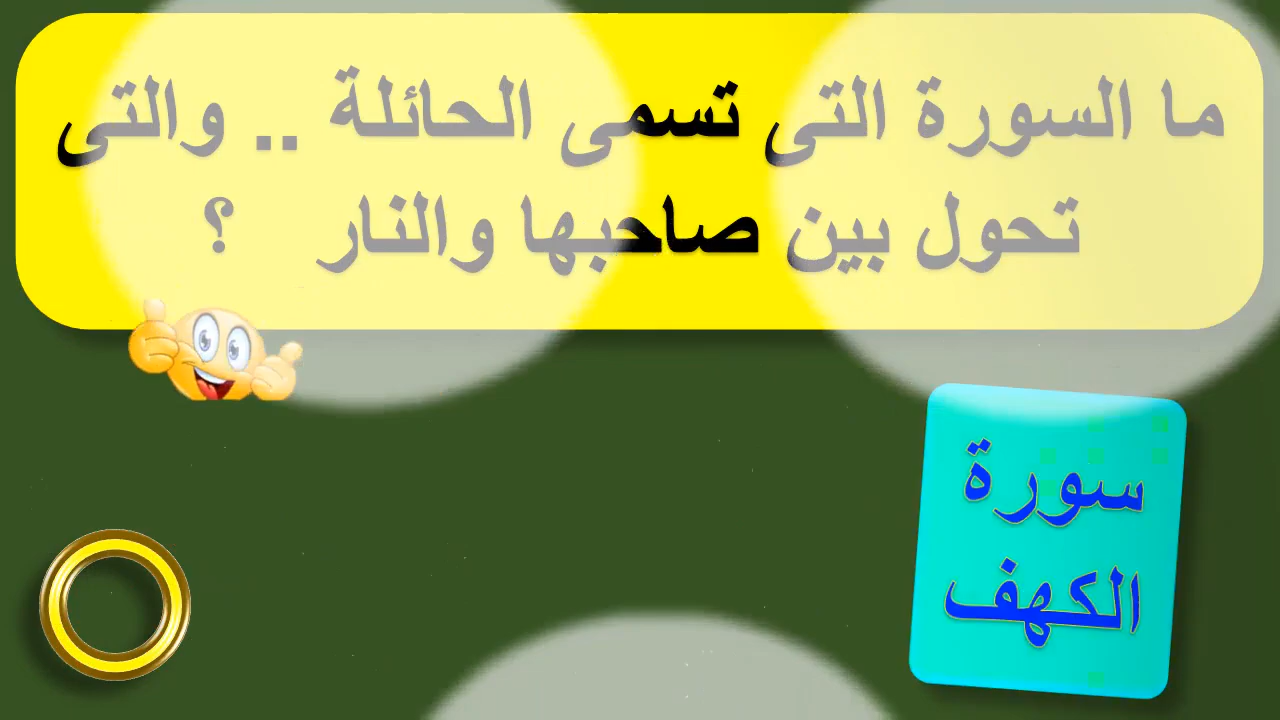 ما السورة التى تسمى الحائلة .. والتى
تحول بين صاحبها والنار ؟
سورة
الكهف